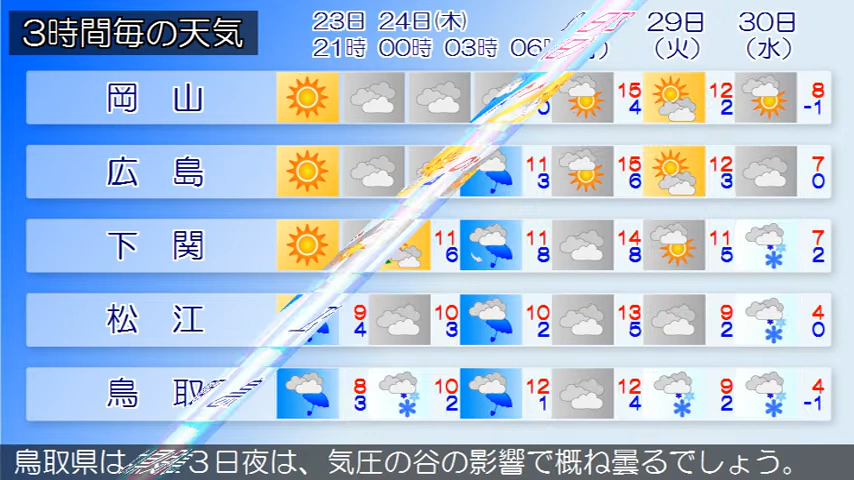 3時間毎の天気
23日 24日(木) 29日 30日
21時 00時 03時 (火) (水)
岡山 15 4 12 2 8 -1
広島 11 3 15 6 12 3 7 0
下関 11 6 11 8 14 8 11 5 7 2
松江 9 4 10 3 10 2 13 5 9 2 4 0
鳥取 8 3 10 2 12 1 12 4 9 2 4 -1
鳥取県は 3日夜は、気圧の谷の影響で概ね曇るでしょう。